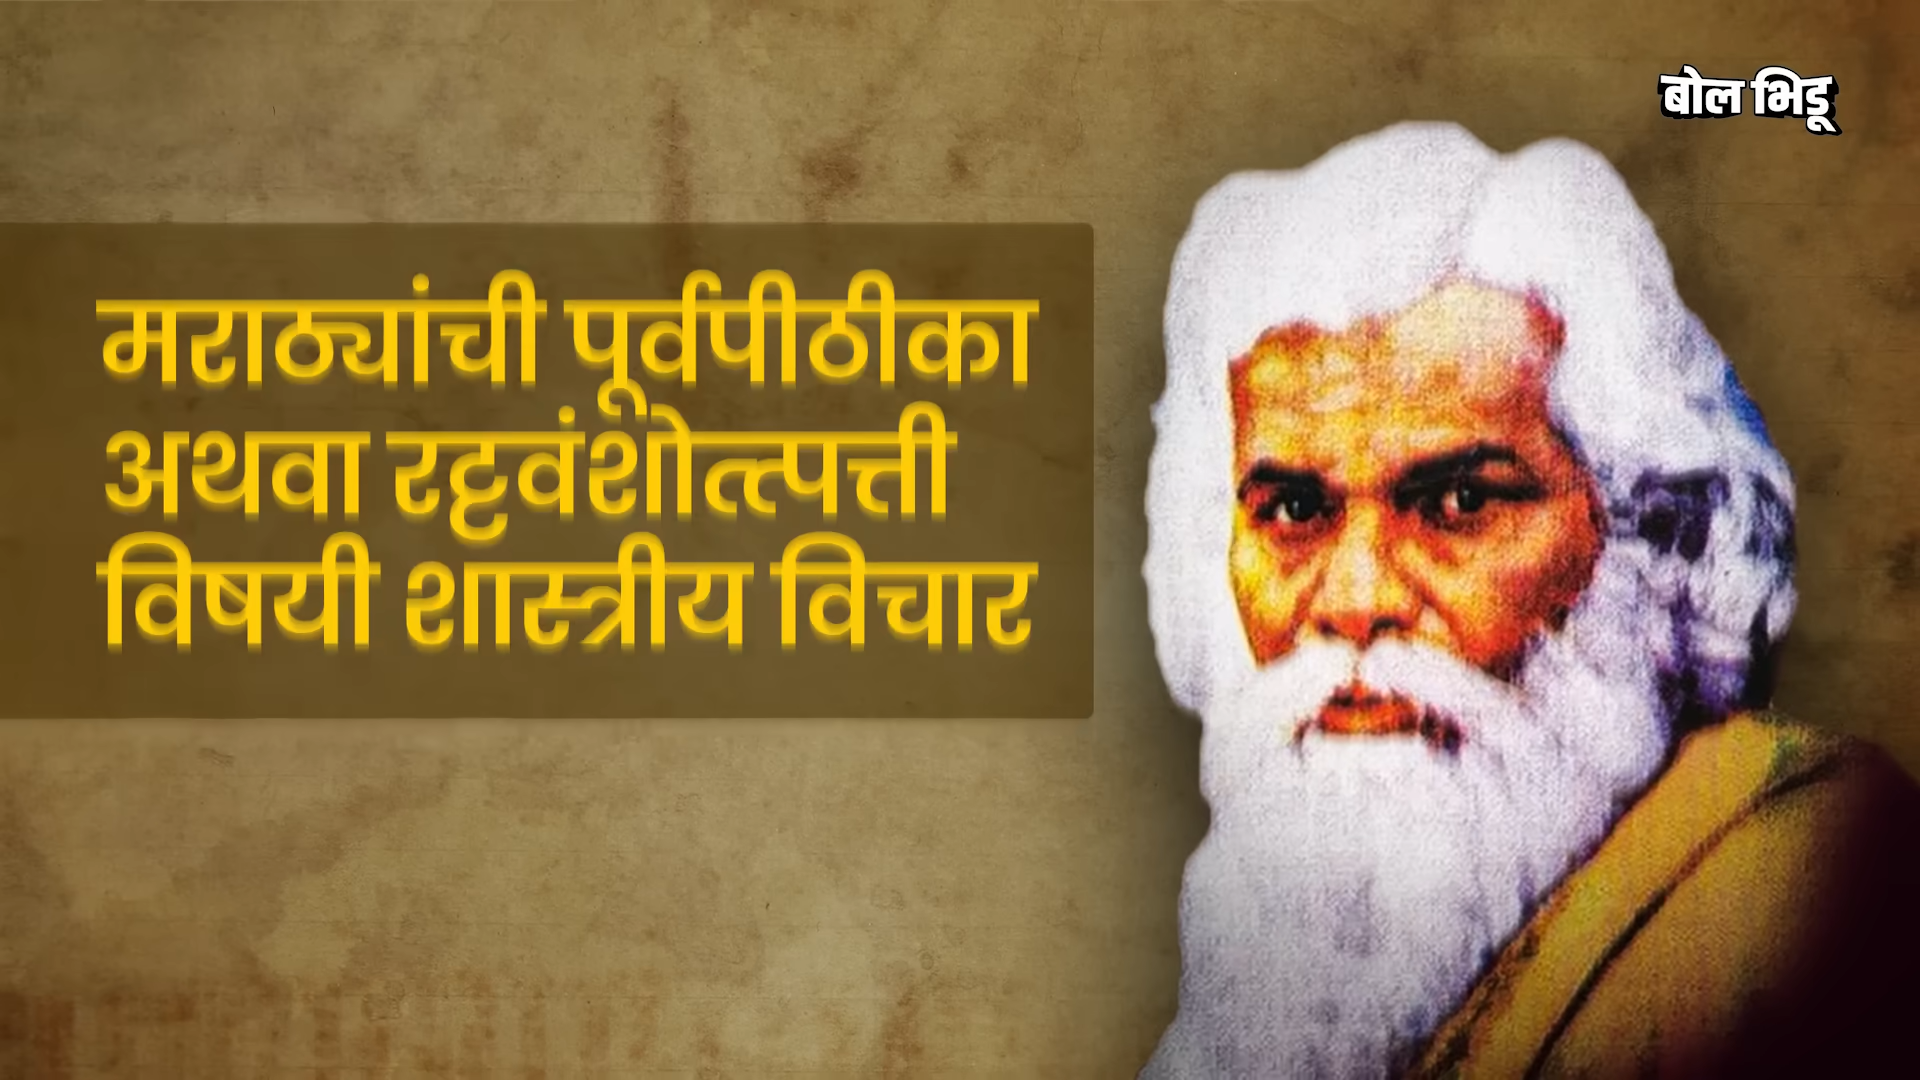 बोल भिडू
मराठ्यांची पूर्वपीठीका
अथवा रट्टवंशोत्त्पत्ती
विषयी शास्त्रीय विचार